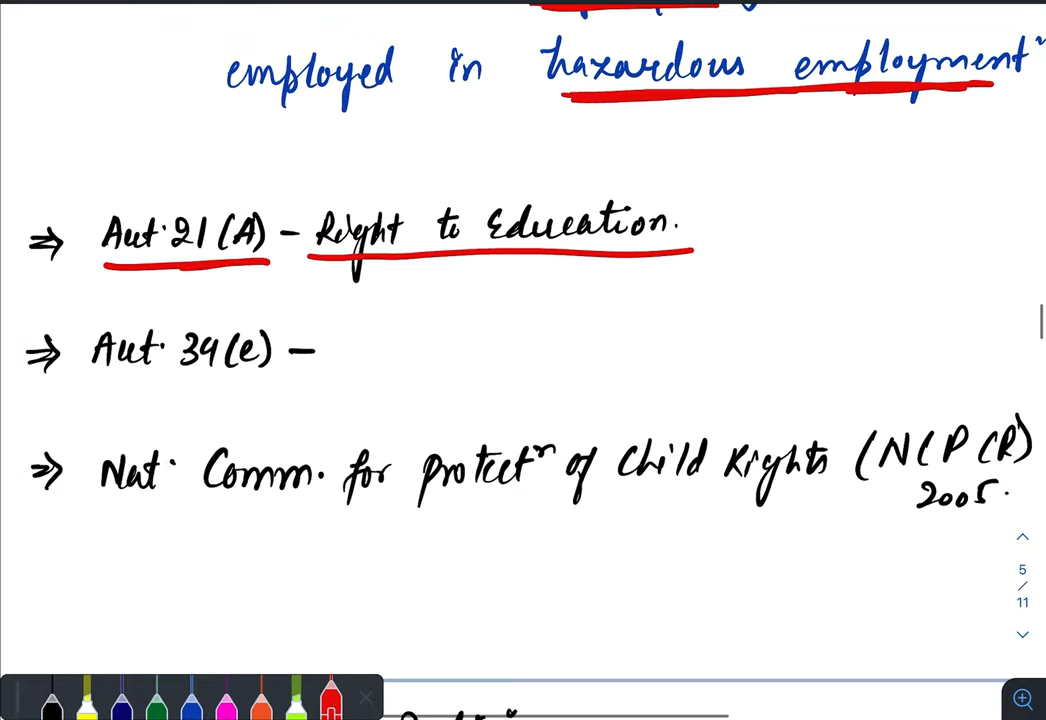 employed in hazardous employment"
⇒ Art. 21(A) - Right to Education.
⇒ Art. 39(e) -
⇒ Nat. Comm. for Protectⁿ of Child Rights (NCPCR)
2005.
5
/
11